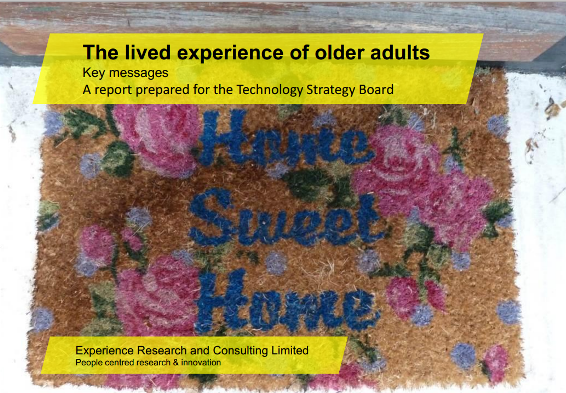 The lived experience of older adults
Key messages
A report prepared for the Technology Strategy Board
Home
Sweet
Home
Experience Research and Consulting Limited
People centred research & innovation